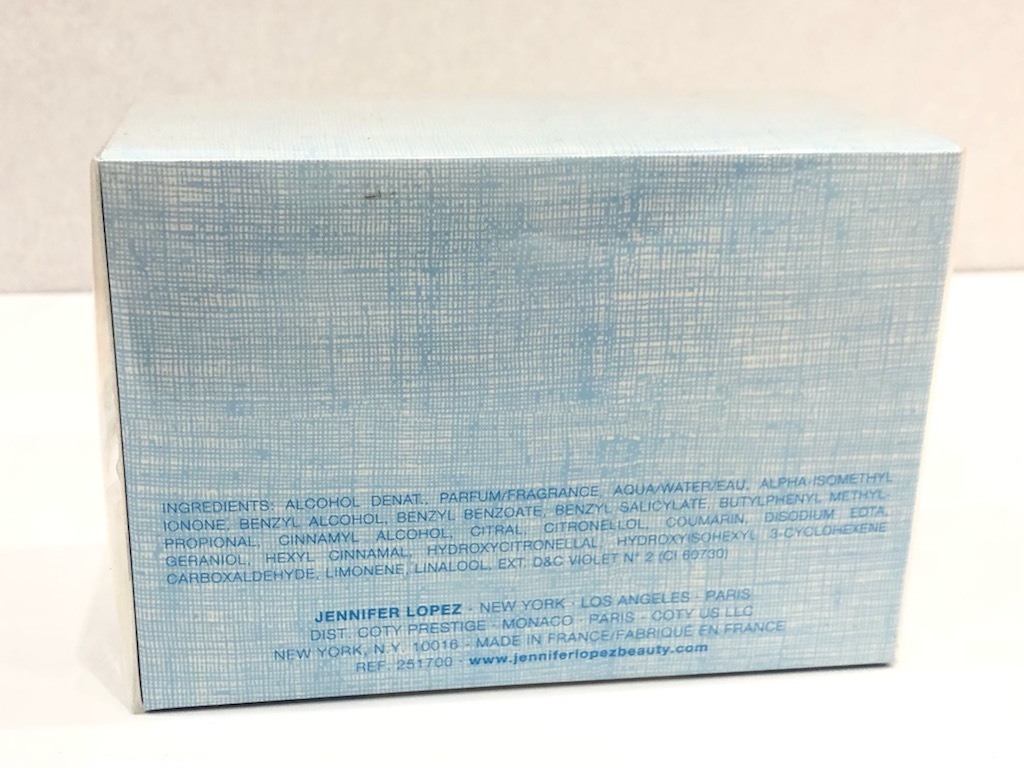 INGREDIENTS: ALCOHOL DENAT., PARFUM/FRAGRANCE, AQUA/WATER/EAU, ALPHA-ISOMETHYL
IONONE, BENZYL ALCOHOL, BENZYL BENZOATE, BENZYL SALICYLATE, BUTYLPHENYL METHYL-
PROPIONAL, CINNAMYL ALCOHOL, CITRAL, CITRONELLOL, COUMARIN, DISODIUM EDTA,
GERANIOL, HEXYL CINNAMAL, HYDROXYCITRONELLAL, HYDROXYISOHEXYL 3-CYCLOHEXENE
CARBOXALDEHYDE, LIMONENE, LINALOOL, EXT. D&C VIOLET N° 2 (CI 60730)
JENNIFER LOPEZ - NEW YORK - LOS ANGELES - PARIS
DIST. COTY PRESTIGE - MONACO - PARIS - COTY US LLC
NEW YORK, N.Y. 10016 - MADE IN FRANCE/FABRIQUÉ EN FRANCE
REF. 251700 - www.jenniferlopezbeauty.com